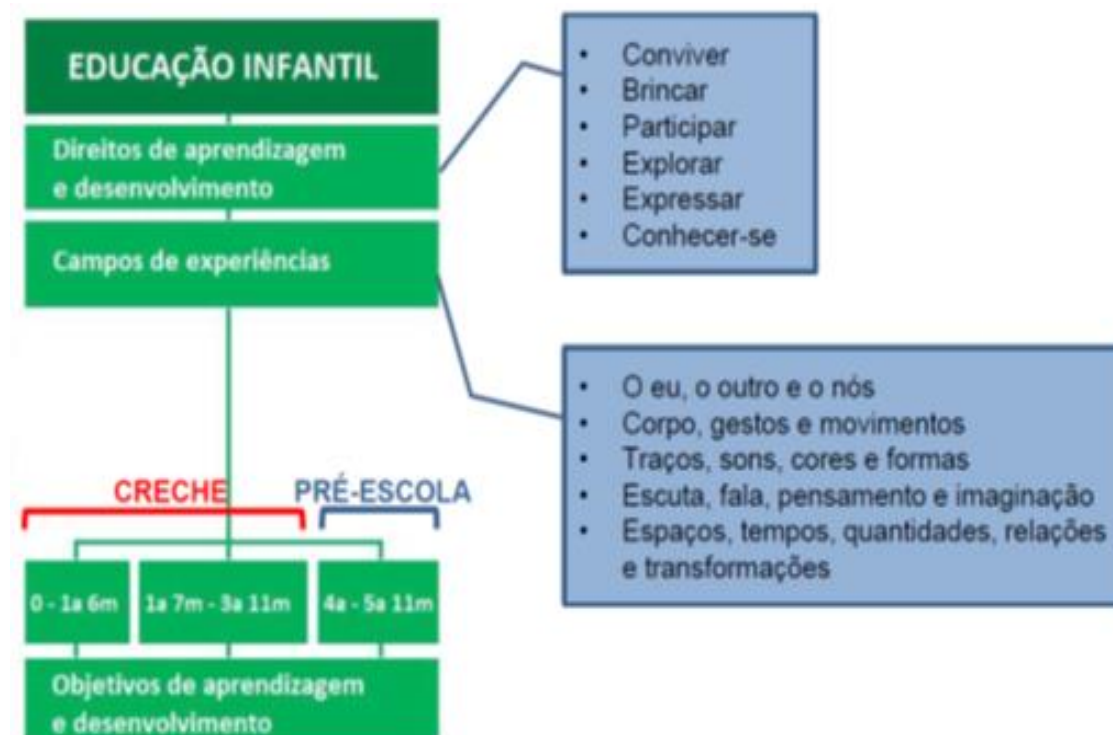 EDUCAÇÃO INFANTIL
Direitos de aprendizagem
e desenvolvimento
Campos de experiências
• Conviver
• Brincar
• Participar
• Explorar
• Expressar
• Conhecer-se
• O eu, o outro e o nós
• Corpo, gestos e movimentos
• Traços, sons, cores e formas
• Escuta, fala, pensamento e imaginação
• Espaços, tempos, quantidades, relações
e transformações
CRECHE PRÉ-ESCOLA
0 - 1a 6m 1a 7m - 3a 11m 4a - 5a 11m
Objetivos de aprendizagem
e desenvolvimento